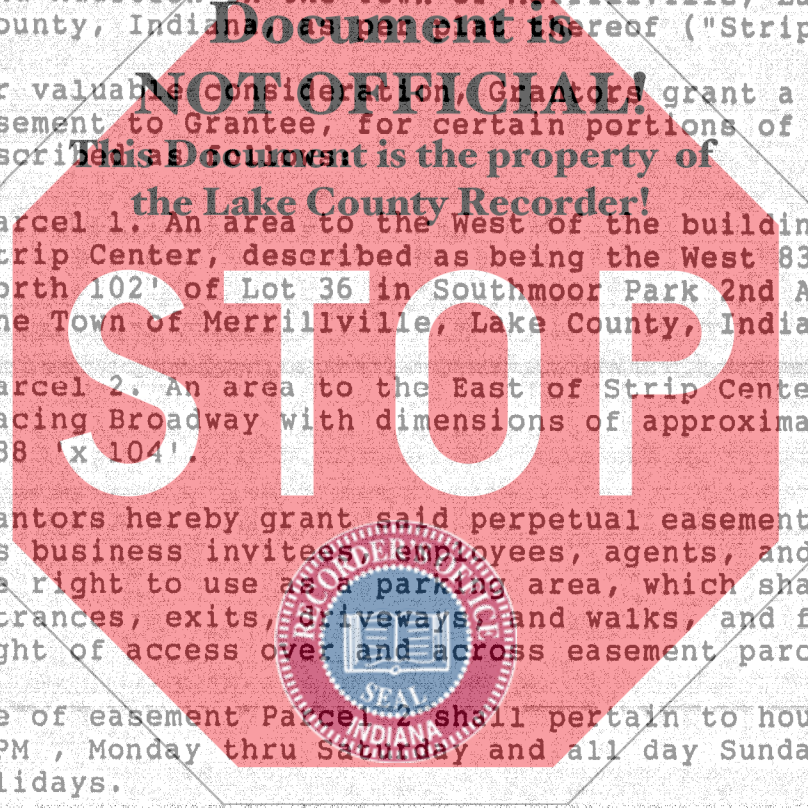 Document is
ounty, Indiana, as per plat thereof ("Strip
NOT OFFICIAL!
r valuable consideration, Grantors grant a
sement to Grantee, for certain portions of
This Document is the property of
scribed as follows:
the Lake County Recorder!
arcel 1. An area to the West of the buildin
trip Center, described as being the West 83
orth 102' of Lot 36 in Southmoor Park 2nd A
he Town of Merrillville, Lake County, India
STOP
arcel 2. An area to the East of Strip Cente
acing Broadway with dimensions of approxima
38 'x 104'.
antors hereby grant said perpetual easement
s business invitees, employees, agents, and
e right to use as a parking area, which sha
trances, exits, driveways, and walks, and f
ght of access over and across easement parc
RECORDER'S OFFICE
SEAL
INDIANA
e of easement Parcel 2 shall pertain to hou
PM , Monday thru Saturday and all day Sunda
lidays.